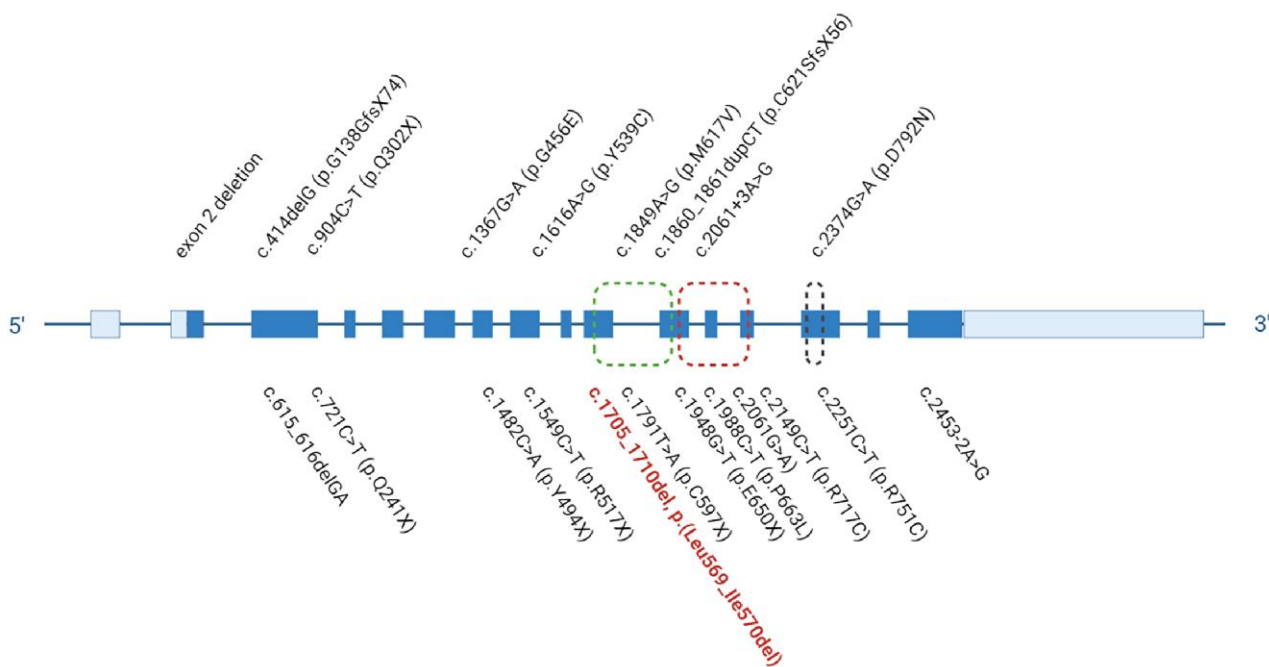 exon 2 deletion
c.414delG (p.G138GfsX74)
c.904C>T (p.Q302X)
c.1367G>A (p.G456E)
c.1616A>G (p.Y539C)
c.1849A>G (p.M617V)
c.1860_1861dupCT (p.C621SfsX56)
c.2061+3A>G
c.2374G>A (p.D792N)
5'
3'
c.615_616delGA
c.721C>T (p.Q241X)
c.1482C>A (p.Y494X)
c.1549C>T (p.R517X)
c.1705_1710del, p.(Leu569_Ile570del)
c.1791T>A (p.C597X)
c.1948G>T (p.E650X)
c.1988C>T (p.P663L)
c.2061G>A)
c.2149C>T (p.R717C)
c.2251C>T (p.R751C)
c.2453-2A>G